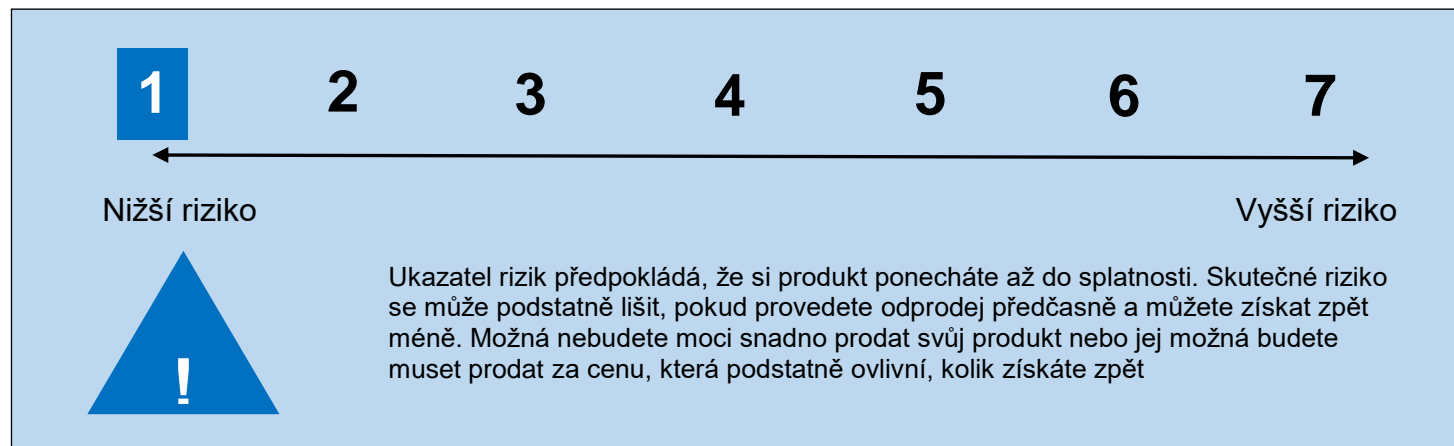 1 2 3 4 5 6 7
Nižší riziko Vyšší riziko
Ukazatel rizik předpokládá, že si produkt ponecháte až do splatnosti. Skutečné riziko
se může podstatně lišit, pokud provedete odprodej předčasně a můžete získat zpět
méně. Možná nebudete moci snadno prodat svůj produkt nebo jej možná budete
muset prodat za cenu, která podstatně ovlivní, kolik získáte zpět
!